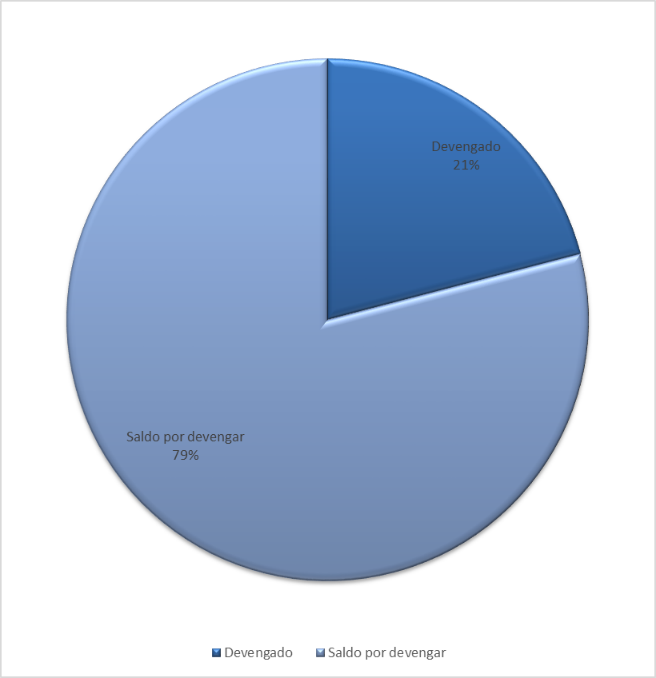 Devengado
21%
Saldo por devengar
79%
Devengado
Saldo por devengar